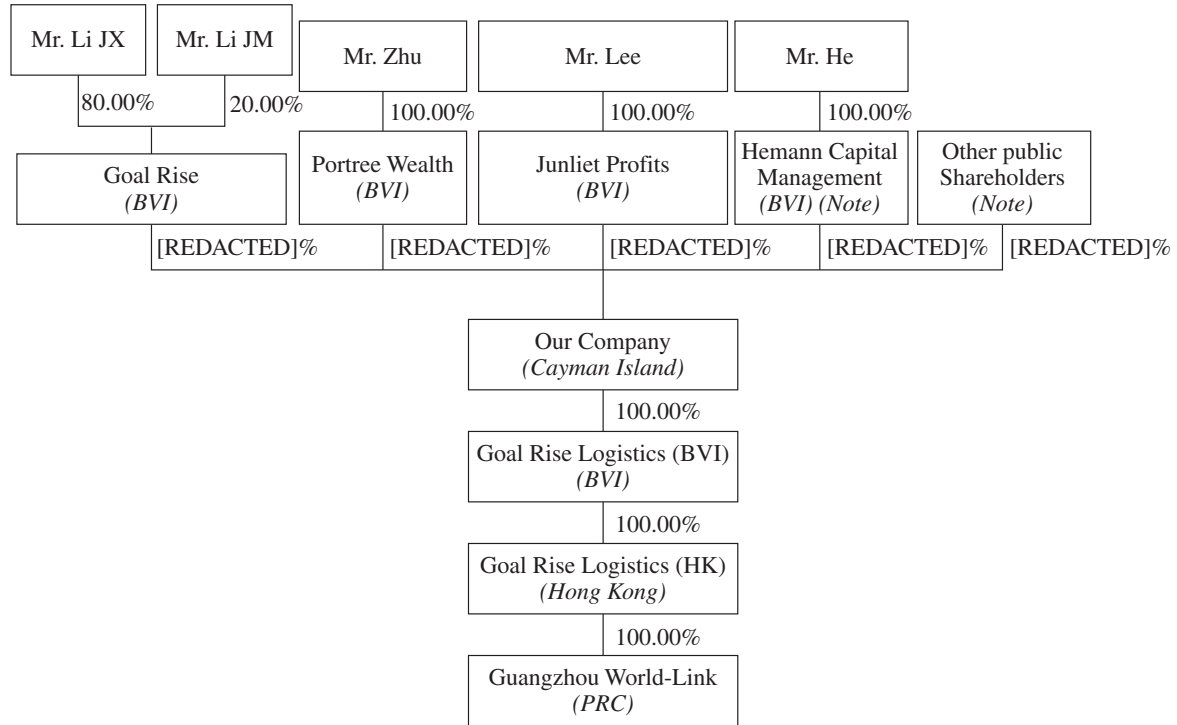 Mr. Li JX
Mr. Li JM
Mr. Zhu
Mr. Lee
Mr. He
80.00%
20.00%
100.00%
100.00%
100.00%
Goal Rise
(BVI)
Portree Wealth
(BVI)
Junliet Profits
(BVI)
Hemann Capital
Management
(BVI) (Note)
Other public
Shareholders
(Note)
[REDACTED]%
[REDACTED]%
[REDACTED]%
[REDACTED]%
[REDACTED]%
Our Company
(Cayman Island)
100.00%
Goal Rise Logistics (BVI)
(BVI)
100.00%
Goal Rise Logistics (HK)
(Hong Kong)
100.00%
Guangzhou World-Link
(PRC)